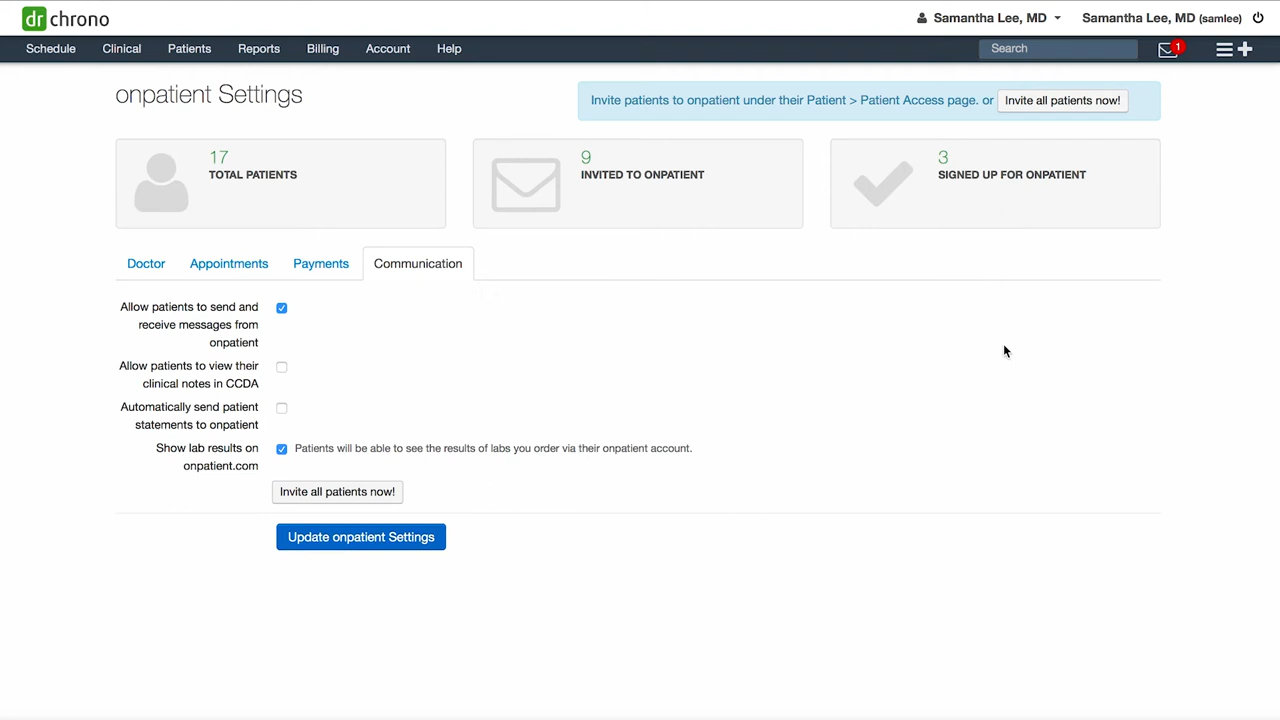 dr chrono
Samantha Lee, MD
Samantha Lee, MD (samlee)
Schedule Clinical Patients Reports Billing Account Help
Search
1
onpatient Settings
Invite patients to onpatient under their Patient > Patient Access page. or Invite all patients now!
17
TOTAL PATIENTS
9
INVITED TO ONPATIENT
3
SIGNED UP FOR ONPATIENT
Doctor Appointments Payments Communication
Allow patients to send and
receive messages from
onpatient
Allow patients to view their
clinical notes in CCDA
Automatically send patient
statements to onpatient
Show lab results on
onpatient.com
Patients will be able to see the results of labs you order via their onpatient account.
Invite all patients now!
Update onpatient Settings